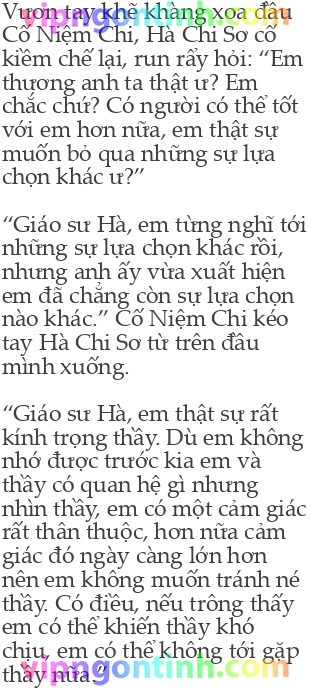 Vươn tay khẽ khàng xoa đầu
Cố Niệm Chi, Hà Chi Sơ cố
kiềm chế lại, run rẩy hỏi: “Em
thương anh ta thật ư? Em
chắc chứ? Có người có thể tốt
với em hơn nữa, em thật sự
muốn bỏ qua những sự lựa
chọn khác ư?”
“Giáo sư Hà, em từng nghĩ tới
những sự lựa chọn khác rồi,
nhưng anh ấy vừa xuất hiện
em đã chẳng còn sự lựa chọn
nào khác.” Cố Niệm Chi kéo
tay Hà Chi Sơ từ trên đầu
mình xuống.
“Giáo sư Hà, em thật sự rất
kính trọng thầy. Dù em không
nhớ được trước kia em và
thầy có quan hệ gì nhưng
nhìn thầy, em có một cảm giác
rất thân thuộc, hơn nữa cảm
giác đó ngày càng lớn hơn
nên em không muốn tránh né
thầy. Có điều, nếu trông thấy
em có thể khiến thầy khó
chịu, em có thể không tới gặp
thầy nữa.”
vipngontinh.com
vipngontinh.com